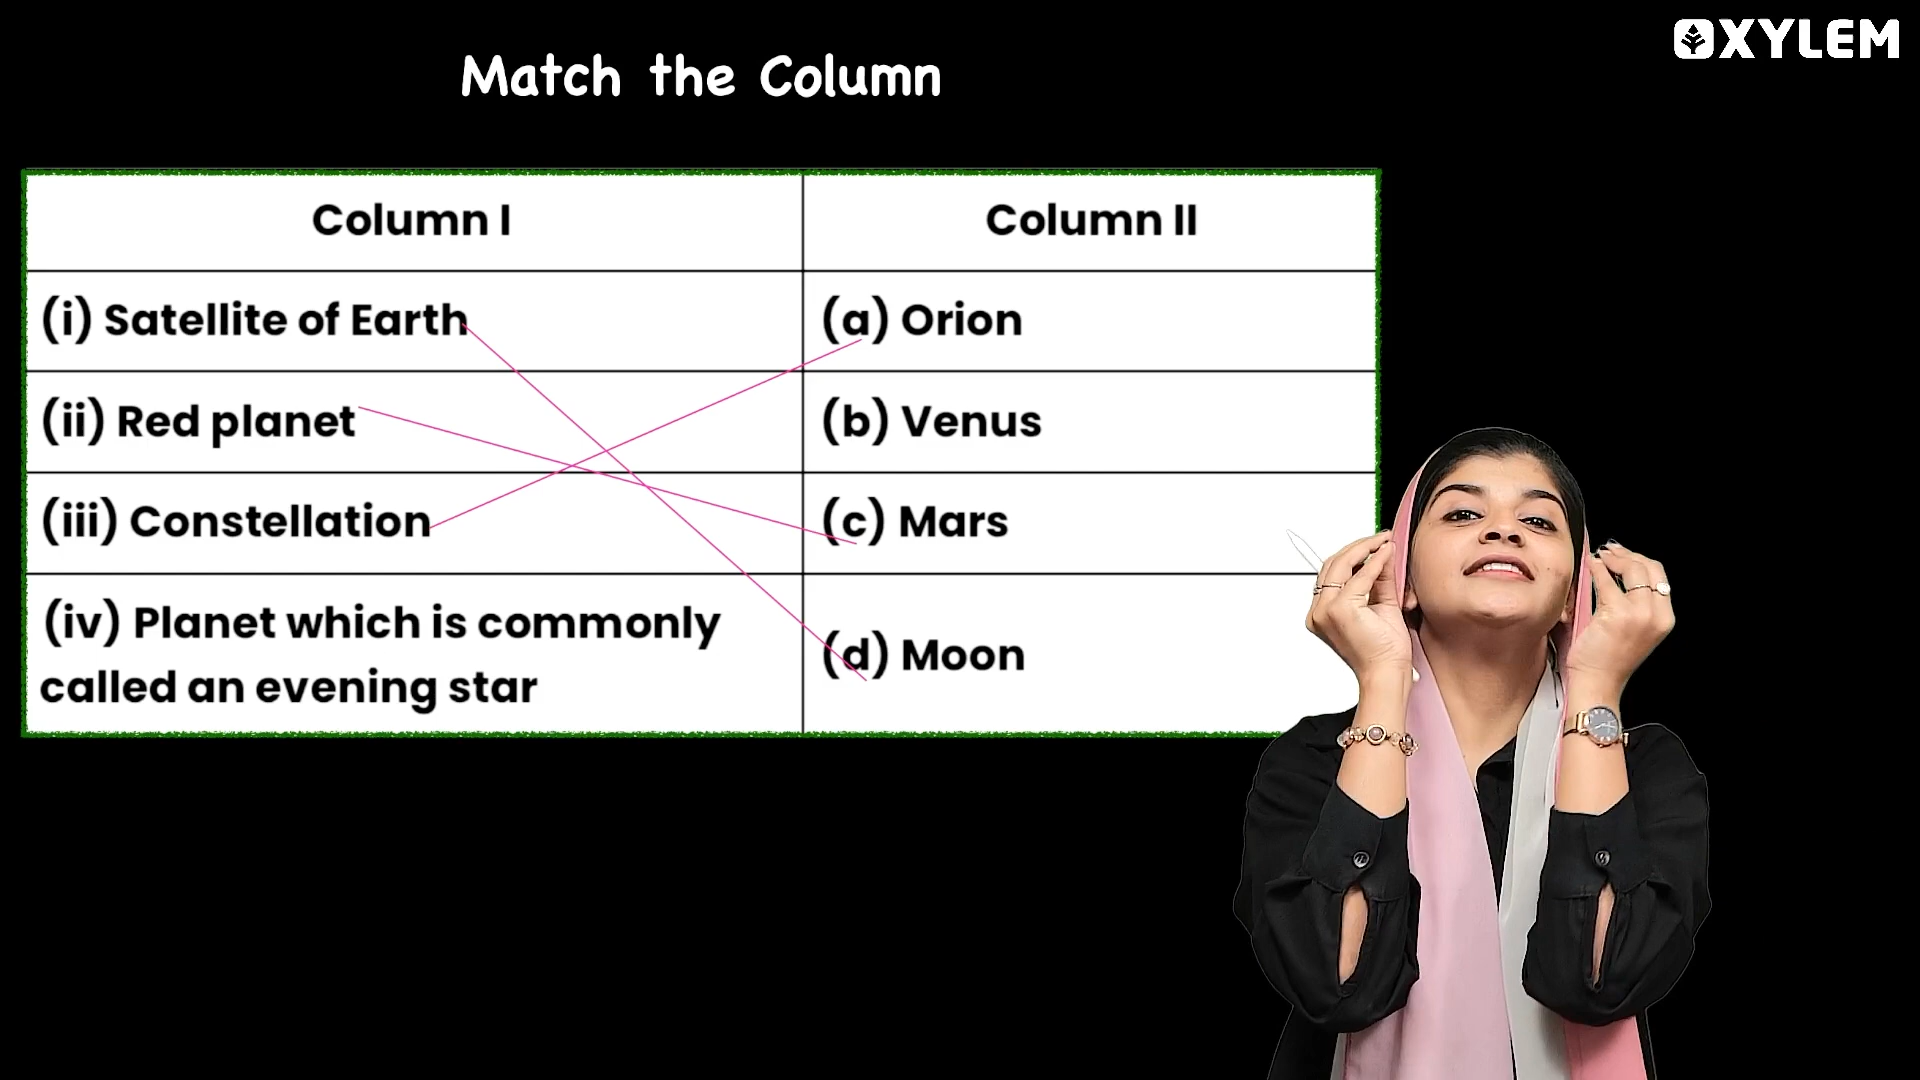 XYLEM
Match the Column
Column I
Column II
(i) Satellite of Earth
(a) Orion
(ii) Red planet
(b) Venus
(iii) Constellation
(c) Mars
(iv) Planet which is commonly
called an evening star
(d) Moon